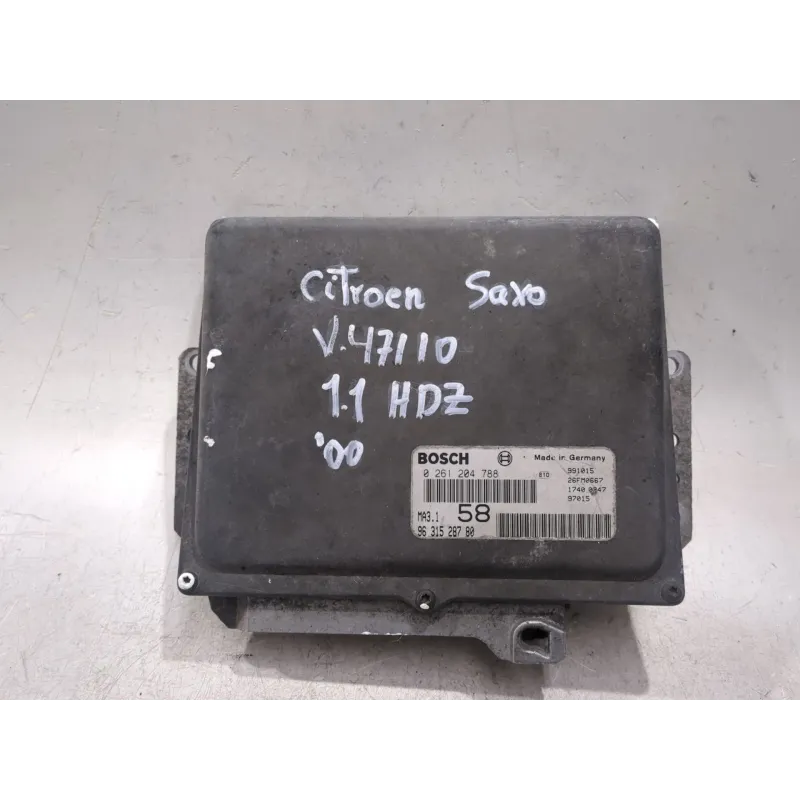 Citroen Saxo
V.47110
1.1 HDZ
'00
BOSCH Made in Germany
0 261 204 788 991015
26FM0667
1740 0347
97015
MA3.1 58
96 315 287 80